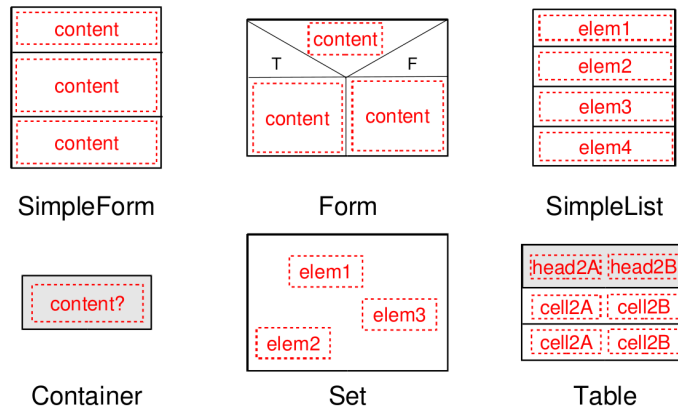 content
content
content
SimpleForm
content
T F
content content
Form
elem1
elem2
elem3
elem4
SimpleList
content?
Container
elem1
elem3
elem2
Set
head2A head2B
cell2A cell2B
cell2A cell2B
Table